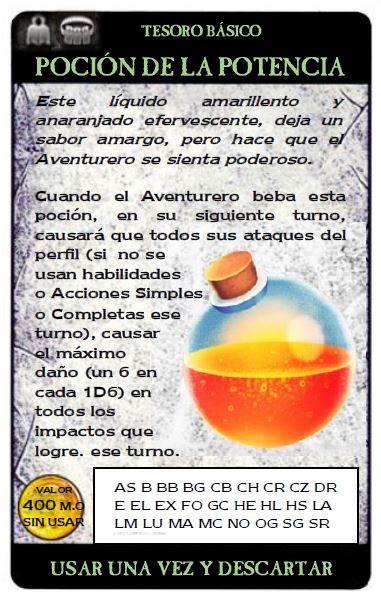 TESORO BÁSICO
POCIÓN DE LA POTENCIA
Este líquido amarillento y
anaranjado efervescente, deja un
sabor amargo, pero hace que el
Aventurero se sienta poderoso.
Cuando el Aventurero beba esta
poción, en su siguiente turno,
causará que todos sus ataques del
perfil (si no se
usan habilidades
o Acciones Simples
o Completas ese
turno), causar
el máximo
daño (un 6 en
cada 1D6) en
todos los
impactos que
logre. ese turno.
VALOR
400 M.O
SIN USAR
AS B BB BG CB CH CR CZ DR
E EL EX FO GC HE HL HS LA
LM LU MA MC NO OG SG SR
USAR UNA VEZ Y DESCARTAR